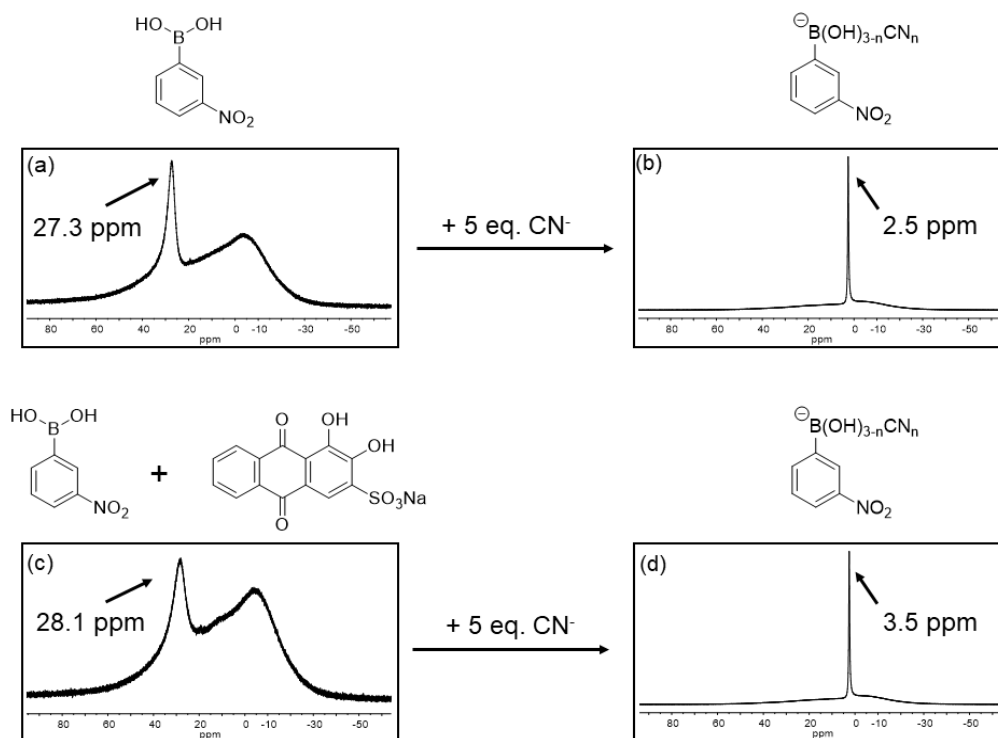 HO OH
B
NO₂
⊖
B(OH)₃₋ₙCNₙ
NO₂
(a)
27.3 ppm
80 60 40 20 0 -10 -30 -50
ppm
+ 5 eq. CN⁻
(b)
2.5 ppm
80 60 40 20 0 -10 -30 -50
ppm
HO OH
B
NO₂
+
O OH
OH
SO₃Na
O
⊖
B(OH)₃₋ₙCNₙ
NO₂
(c)
28.1 ppm
80 60 40 20 0 -10 -30 -50
ppm
+ 5 eq. CN⁻
(d)
3.5 ppm
80 60 40 20 0 -10 -30 -50
ppm